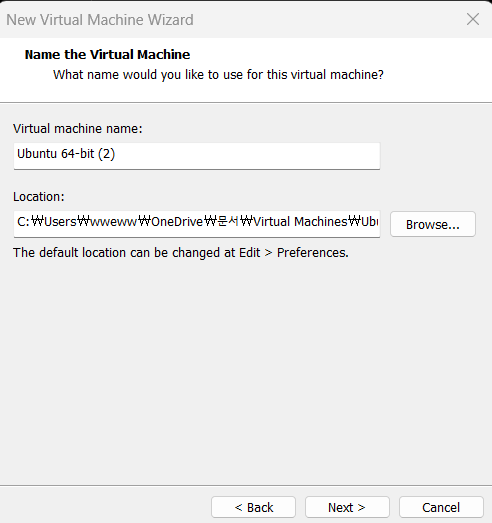 New Virtual Machine Wizard
Name the Virtual Machine
What name would you like to use for this virtual machine?
Virtual machine name:
Ubuntu 64-bit (2)
Location:
C:₩Users₩wweww₩OneDrive₩문서₩Virtual Machines₩Ubu
Browse...
The default location can be changed at Edit > Preferences.
< Back
Next >
Cancel